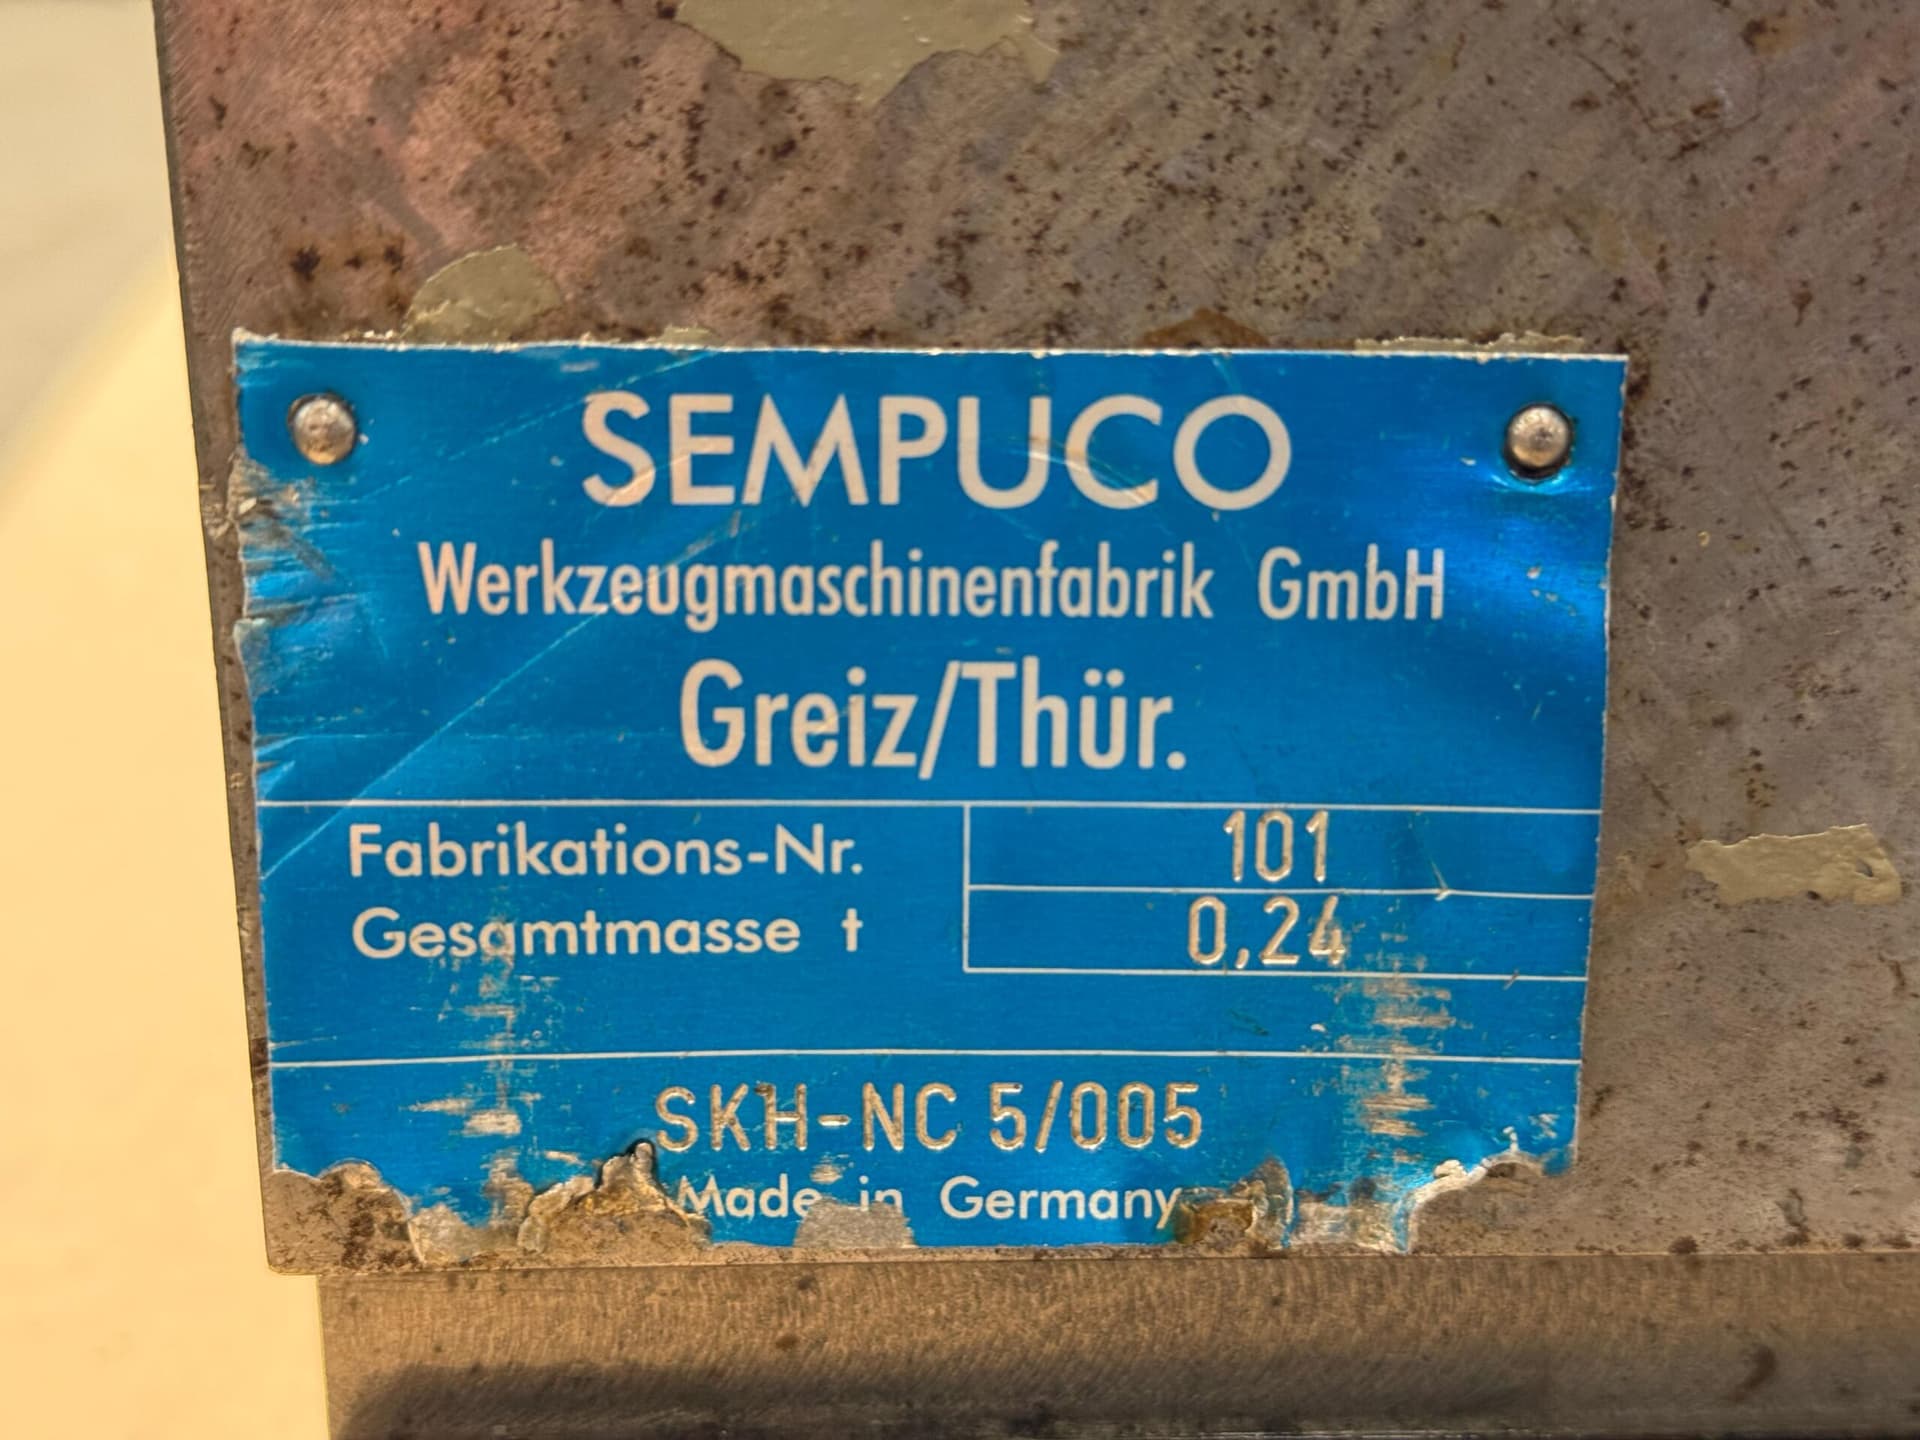 SEMPUCO
Werkzeugmaschinenfabrik GmbH
Greiz/Thür.
Fabrikations-Nr. 101
Gesamtmasse t 0,24
SKH-NC 5/005
Made in Germany